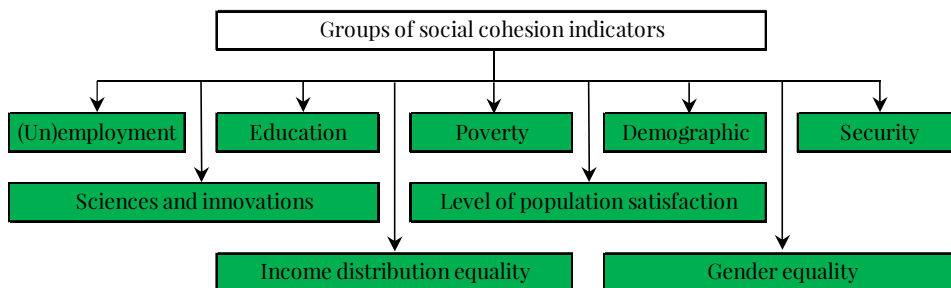 Groups of social cohesion indicators
(Un)employment
Education
Poverty
Demographic
Security
Sciences and innovations
Level of population satisfaction
Income distribution equality
Gender equality